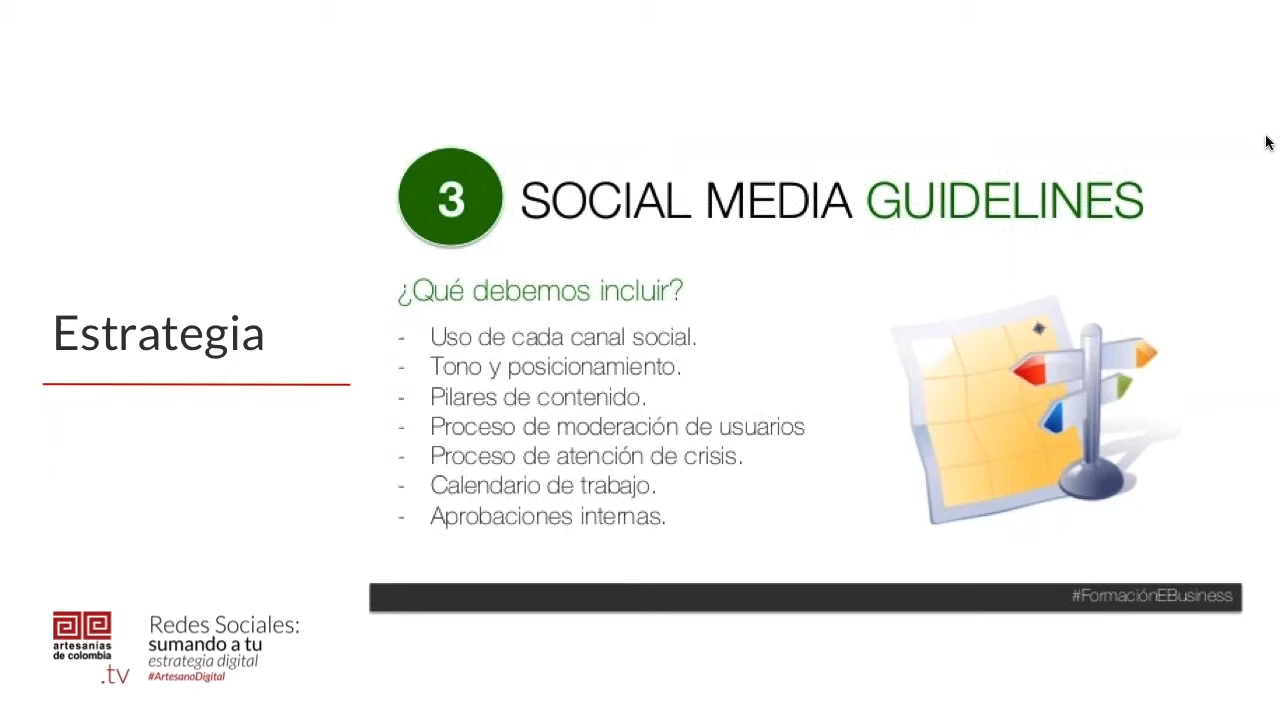 3 SOCIAL MEDIA GUIDELINES
¿Qué debemos incluir?
- Uso de cada canal social.
- Tono y posicionamiento.
- Pilares de contenido.
- Proceso de moderación de usuarios
- Proceso de atención de crisis.
- Calendario de trabajo.
- Aprobaciones internas.
Estrategia
#FormaciónEBusiness
artesanías
de colombia
.tv
Redes Sociales:
sumando a tu
estrategia digital
#ArtesanoDigital